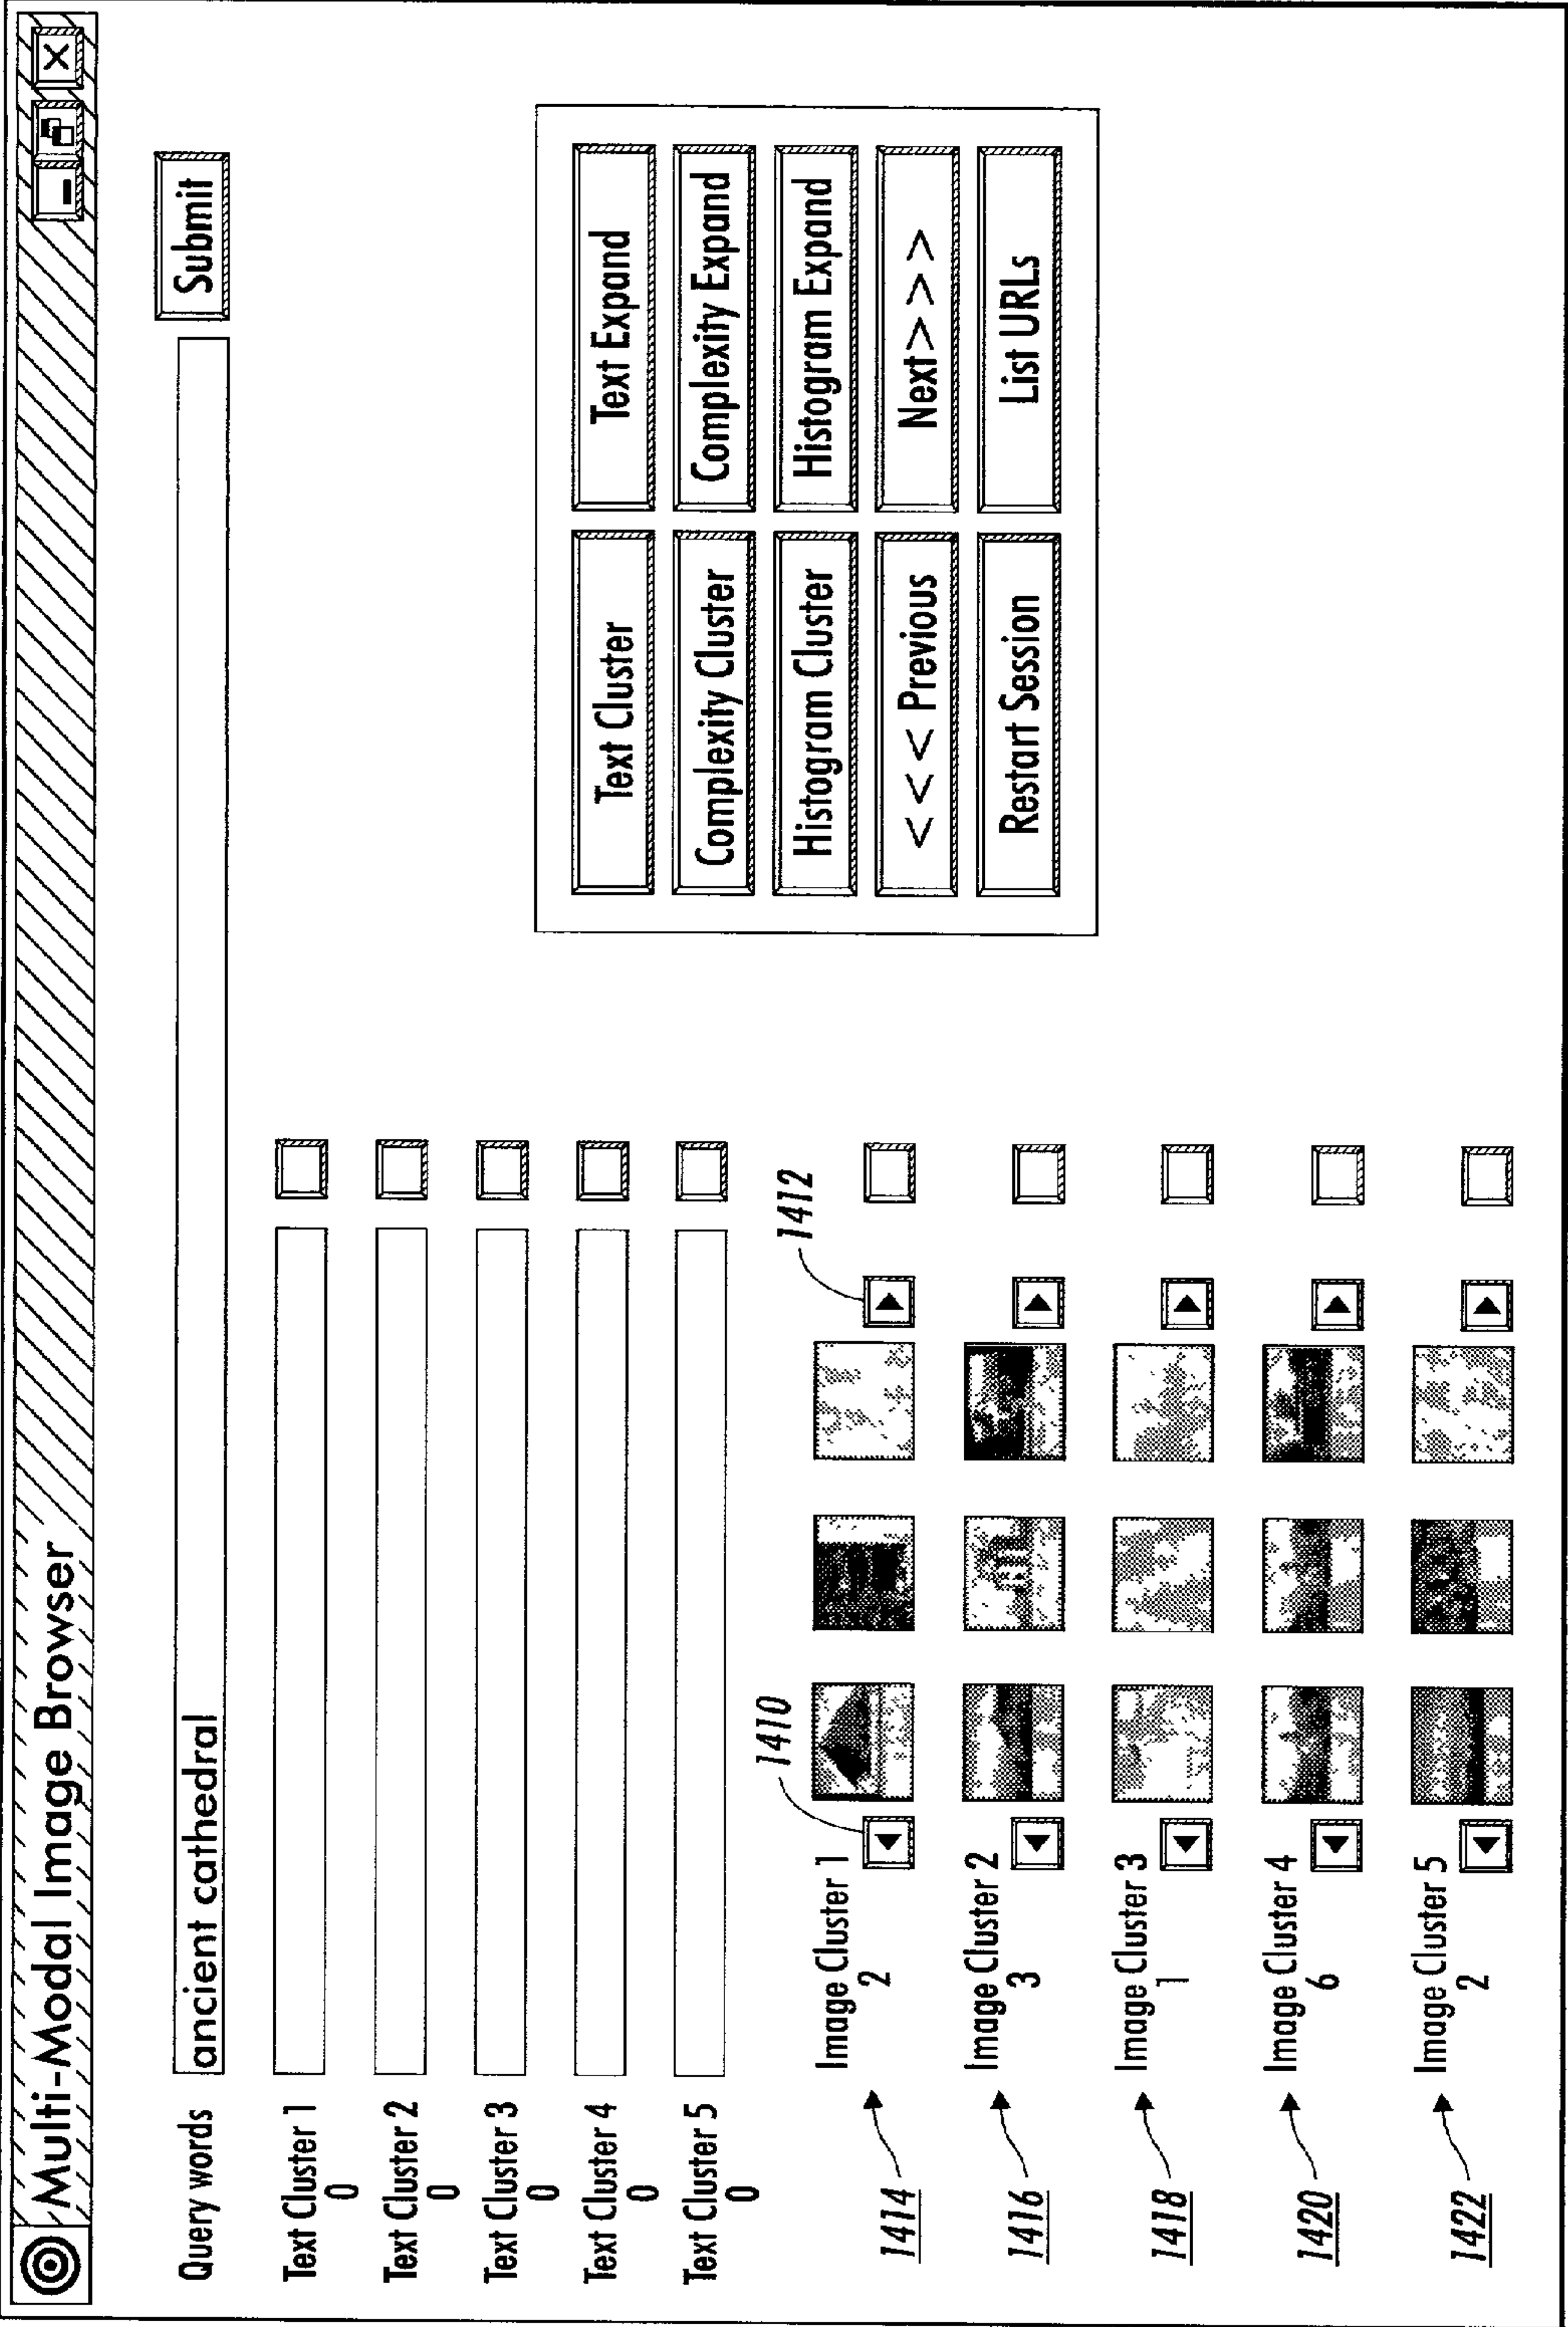 Multi-Modal Image Browser
Query words ancient cathedral Submit
Text Cluster 1
0
Text Cluster 2
0
Text Cluster 3
0
Text Cluster 4
0
Text Cluster 5
0
Text Cluster Text Expand
Complexity Cluster Complexity Expand
Histogram Cluster Histogram Expand
< < < Previous Next > > >
Restart Session List URLs
1410
1412
1414 Image Cluster 1
2
1416 Image Cluster 2
3
1418 Image Cluster 3
1
1420 Image Cluster 4
6
1422 Image Cluster 5
2